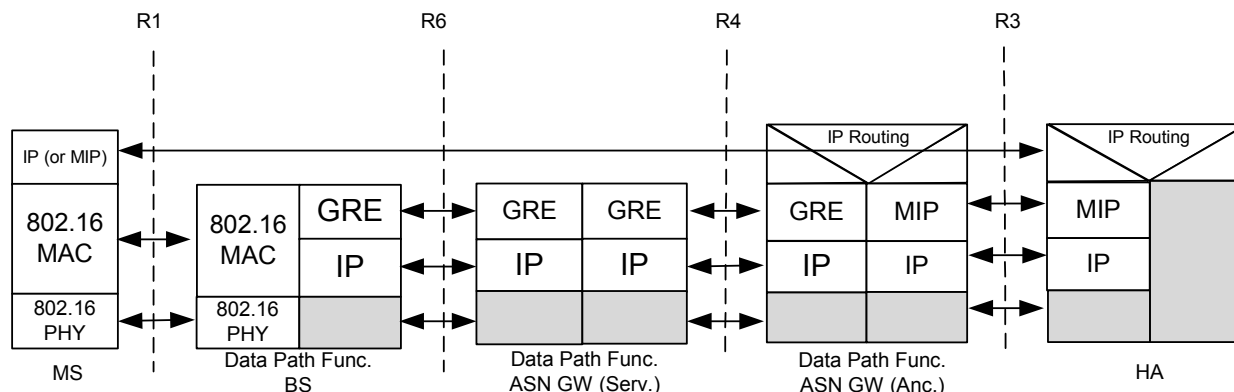 R1
R6
R4
R3
IP (or MIP)
802.16
MAC
802.16
PHY
MS
802.16
MAC
GRE
IP
802.16
PHY
Data Path Func.
BS
GRE
GRE
IP
IP
Data Path Func.
ASN GW (Serv.)
IP Routing
GRE
MIP
IP
IP
Data Path Func.
ASN GW (Anc.)
IP Routing
MIP
IP
HA